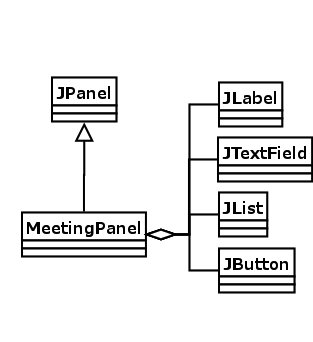 JPanel
JLabel
JTextField
JList
MeetingPanel
JButton